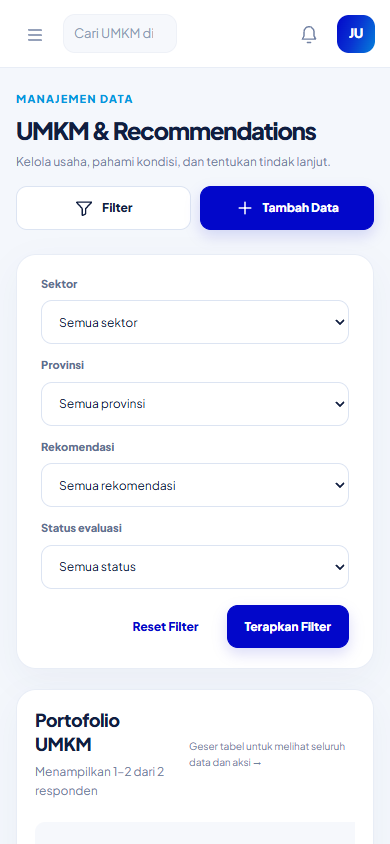 Cari UMKM di
JU
MANAJEMEN DATA
UMKM & Recommendations
Kelola usaha, pahami kondisi, dan tentukan tindak lanjut.
Filter
Tambah Data
Sektor
Semua sektor
Provinsi
Semua provinsi
Rekomendasi
Semua rekomendasi
Status evaluasi
Semua status
Reset Filter
Terapkan Filter
Portofolio
UMKM
Menampilkan 1–2 dari 2
responden
Geser tabel untuk melihat seluruh
data dan aksi →